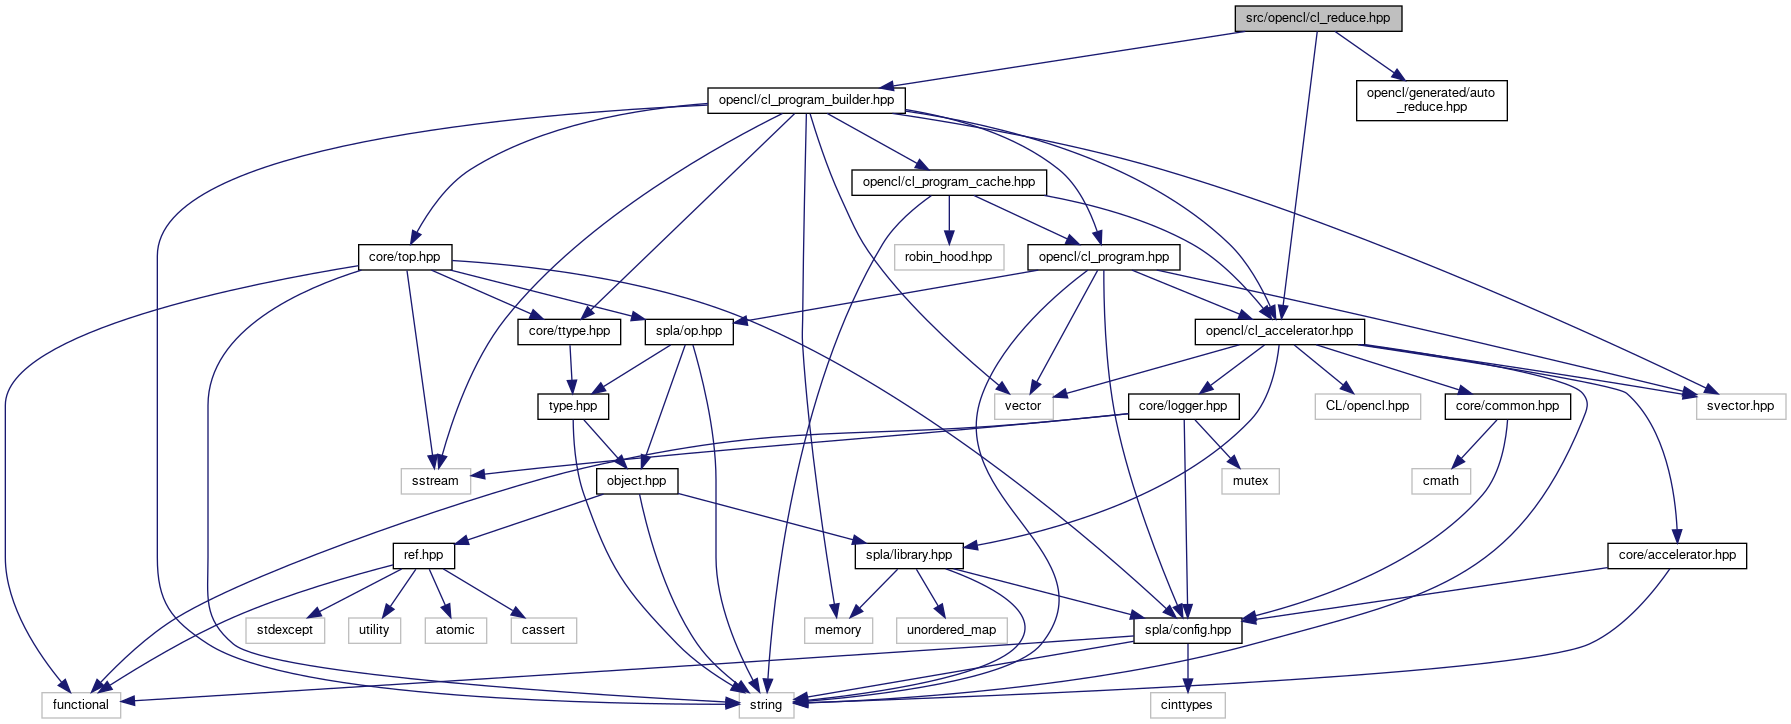 src/opencl/cl_reduce.hpp
opencl/cl_program_builder.hpp
opencl/generated/auto
_reduce.hpp
opencl/cl_program_cache.hpp
core/top.hpp
robin_hood.hpp
opencl/cl_program.hpp
core/ttype.hpp
spla/op.hpp
opencl/cl_accelerator.hpp
type.hpp
vector
core/logger.hpp
CL/opencl.hpp
core/common.hpp
svector.hpp
sstream
object.hpp
mutex
cmath
ref.hpp
spla/library.hpp
core/accelerator.hpp
stdexcept
utility
atomic
cassert
memory
unordered_map
spla/config.hpp
functional
string
cinttypes